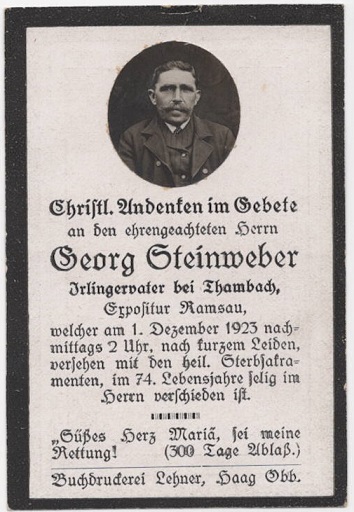 Christl. Andenken im Gebete
an den ehrengeachteten Herrn
Georg Steinweber
Irlingervater bei Thambach,
Expositur Ramsau,
welcher am 1. Dezember 1923 nach-
mittags 2 Uhr, nach kurzem Leiden,
versehen mit den heil. Sterbsakra-
menten, im 74. Lebensjahre selig im
Herrn verschieden ist.
„Süßes Herz Mariä, sei meine
Rettung! (300 Tage Ablaß.)
Buchdruckerei Lehner, Haag Obb.